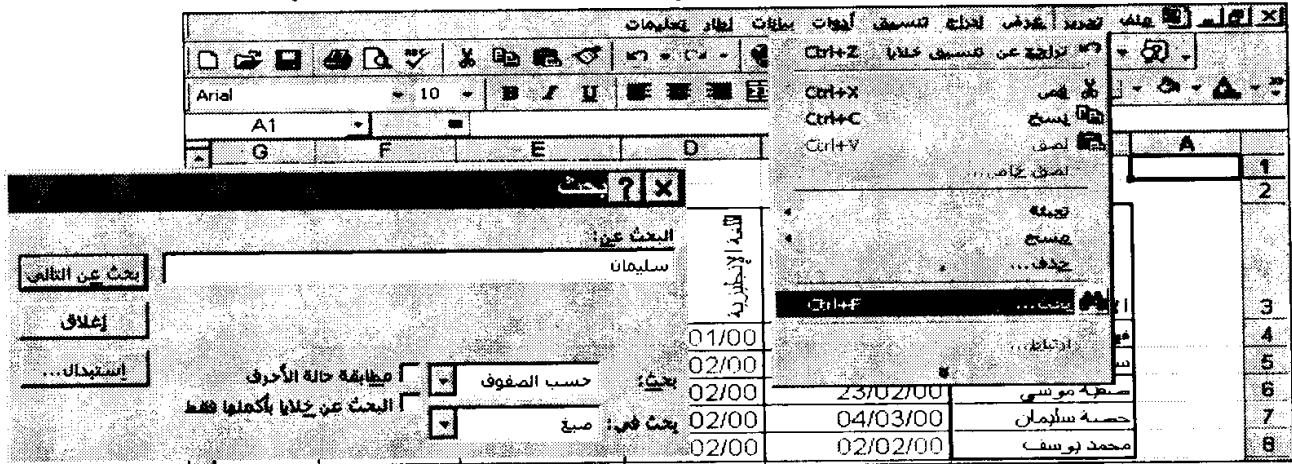 ملف تحرير عرض إدراج تنسيق أدوات بيانات إطار تعليمات
Arial 10 B I U
A1 =
تراجع عن تنسيق خلايا Ctrl+Z
قص Ctrl+X
نسخ Ctrl+C
لصق Ctrl+V
لصق خاص...
تعبئة
مسح
حذف...
بحث... Ctrl+F
ارتباط...
A D E F G
1
2
3 اللغة الإنجليزية
4 01/00
5 02/00
6 صفية موسى 23/02/00 02/00
7 حصة سليمان 04/03/00 02/00
8 محمد يوسف 02/02/00 02/00
بحث
البحث عن:
سليمان
بحث عن التالي
إغلاق
إستبدال...
بحث: حسب الصفوف
بحث في: صيغ
مطابقة حالة الأحرف
البحث عن خلايا بأكملها فقط